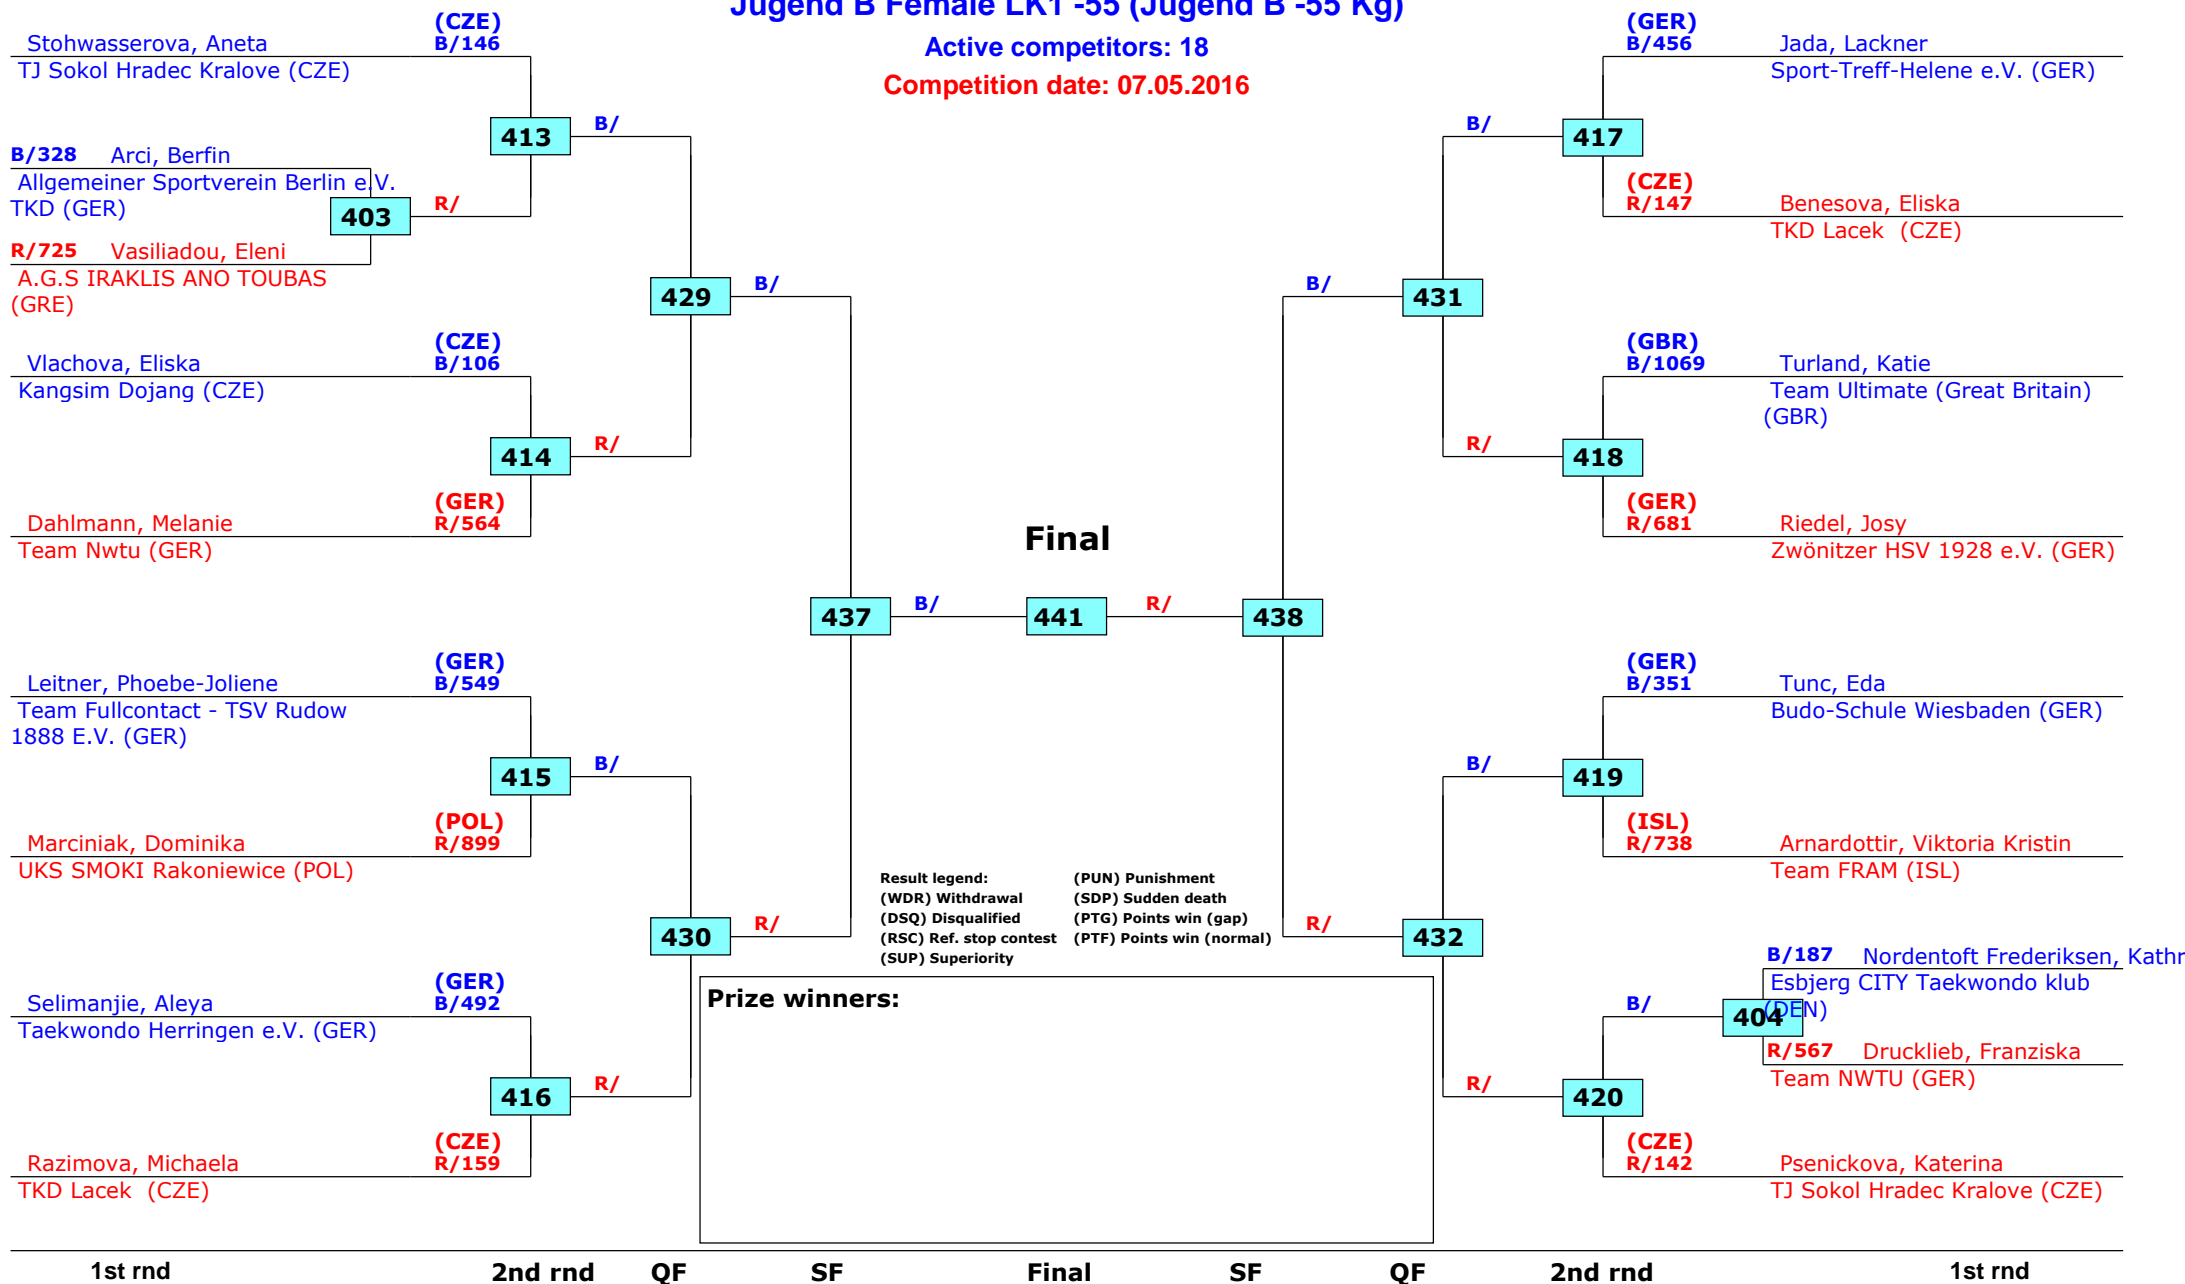 Jugend B Female LK1 -55 (Jugend B -55 Kg)
Active competitors: 18
Competition date: 07.05.2016
(CZE)
Stohwasserova, Aneta B/146
TJ Sokol Hradec Kralove (CZE)
413
B/
B/328 Arci, Berfin
Allgemeiner Sportverein Berlin e.V.
TKD (GER)
403
R/
R/725 Vasiliadou, Eleni
A.G.S IRAKLIS ANO TOUBAS
(GRE)
429
B/
(CZE)
Vlachova, Eliska B/106
Kangsim Dojang (CZE)
414
R/
(GER)
Dahlmann, Melanie R/564
Team Nwtu (GER)
437
B/
(GER)
Leitner, Phoebe-Joliene B/549
Team Fullcontact - TSV Rudow
1888 E.V. (GER)
415
B/
(POL)
Marciniak, Dominika R/899
UKS SMOKI Rakoniewice (POL)
430
R/
(GER)
Selimanjie, Aleya B/492
Taekwondo Herringen e.V. (GER)
416
R/
(CZE)
Razimova, Michaela R/159
TKD Lacek (CZE)
Final
441
R/
438
(GER)
B/456 Jada, Lackner
Sport-Treff-Helene e.V. (GER)
B/
417
(CZE)
R/147 Benesova, Eliska
TKD Lacek (CZE)
B/
431
(GBR)
B/1069 Turland, Katie
Team Ultimate (Great Britain)
(GBR)
R/
418
(GER)
R/681 Riedel, Josy
Zwönitzer HSV 1928 e.V. (GER)
(GER)
B/351 Tunc, Eda
Budo-Schule Wiesbaden (GER)
B/
419
(ISL)
R/738 Arnardottir, Viktoria Kristin
Team FRAM (ISL)
R/
432
B/187 Nordentoft Frederiksen, Kathr
Esbjerg CITY Taekwondo klub
(DEN)
B/
404
R/567 Drucklieb, Franziska
Team NWTU (GER)
R/
420
(CZE)
R/142 Psenickova, Katerina
TJ Sokol Hradec Kralove (CZE)
Result legend: (PUN) Punishment
(WDR) Withdrawal (SDP) Sudden death
(DSQ) Disqualified (PTG) Points win (gap)
(RSC) Ref. stop contest (PTF) Points win (normal)
(SUP) Superiority
Prize winners:
1st rnd 2nd rnd QF SF Final SF QF 2nd rnd 1st rnd